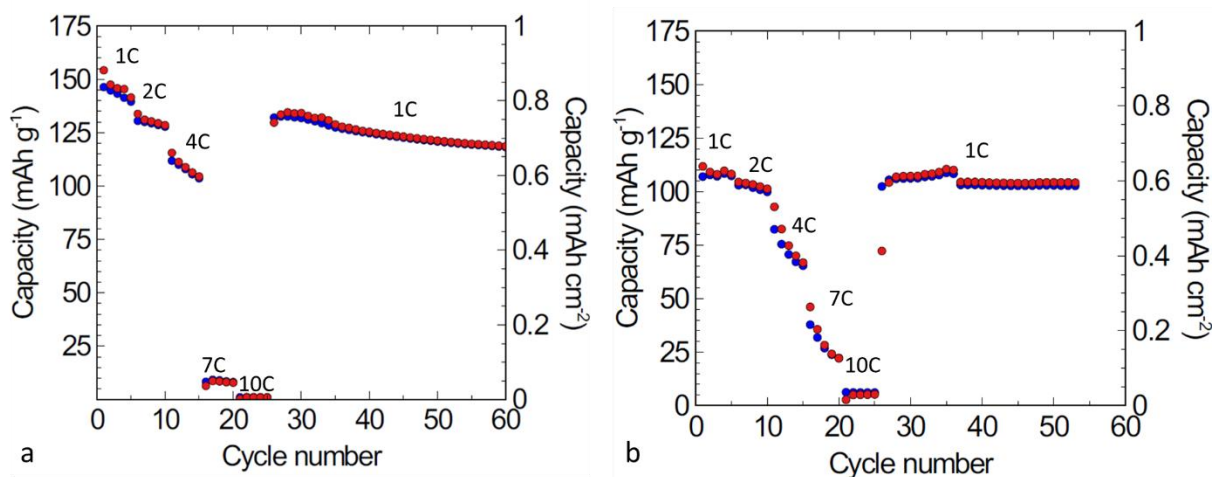 175
150
125
100
75
50
25
Capacity (mAh g⁻¹)
1C
2C
4C
7C
10C
1C
1
0.8
0.6
0.4
0.2
0
Capacity (mAh cm⁻²)
0 10 20 30 40 50 60
Cycle number
a
175
150
125
100
75
50
25
0
Capacity (mAh g⁻¹)
1C
2C
4C
7C
10C
1C
1
0.8
0.6
0.4
0.2
0
Capacity (mAh cm⁻²)
0 10 20 30 40 50 60
Cycle number
b